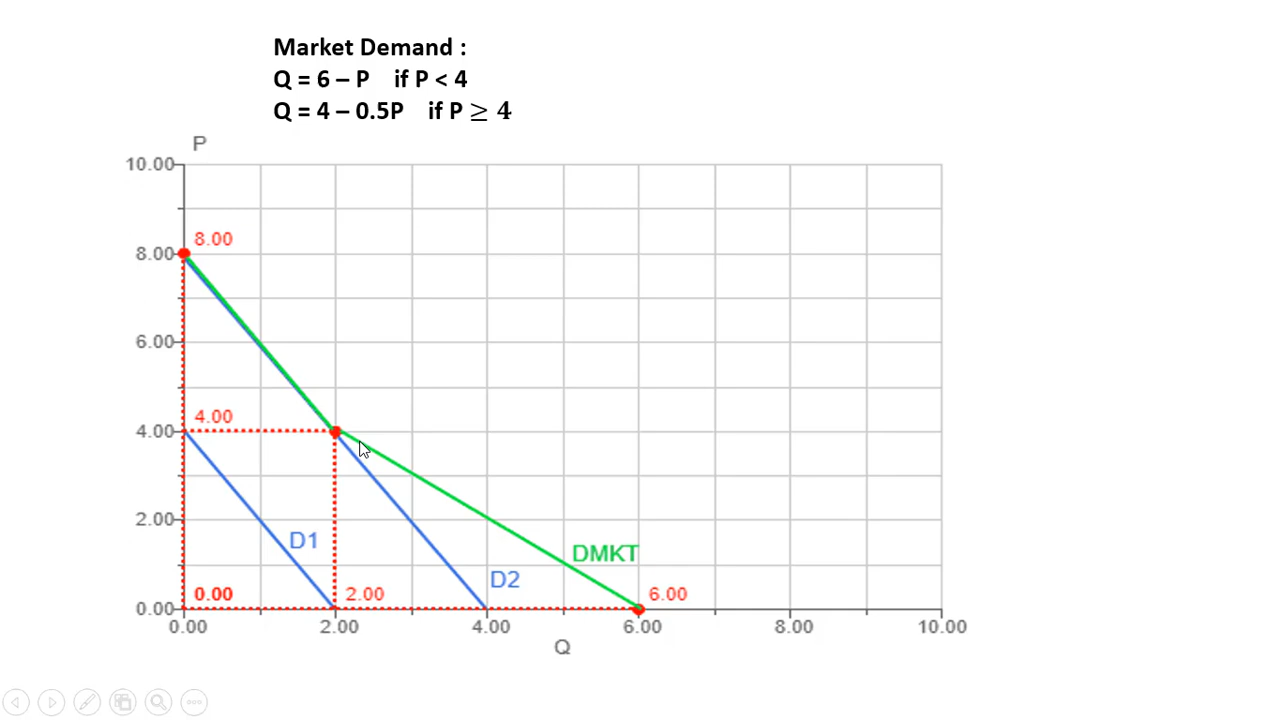 Market Demand :
Q = 6 – P if P < 4
Q = 4 – 0.5P if P ≥ 4
P
10.00
8.00
8.00
6.00
4.00
4.00
2.00
D1
DMKT
D2
0.00
2.00
6.00
0.00
0.00
2.00
4.00
6.00
8.00
10.00
Q